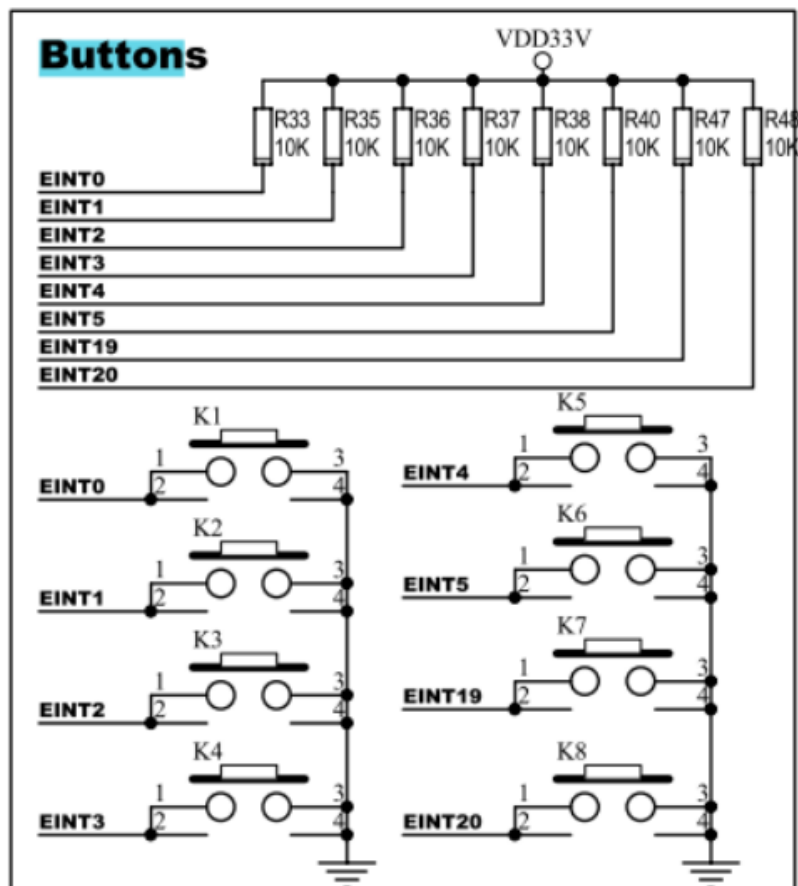 Buttons
VDD33V
R33 R35 R36 R37 R38 R40 R47 R48
10K 10K 10K 10K 10K 10K 10K 10K
EINT0
EINT1
EINT2
EINT3
EINT4
EINT5
EINT19
EINT20
K1
1 3
EINT0 2 4
K2
1 3
EINT1 2 4
K3
1 3
EINT2 2 4
K4
1 3
EINT3 2 4
K5
1 3
EINT4 2 4
K6
1 3
EINT5 2 4
K7
1 3
EINT19 2 4
K8
1 3
EINT20 2 4